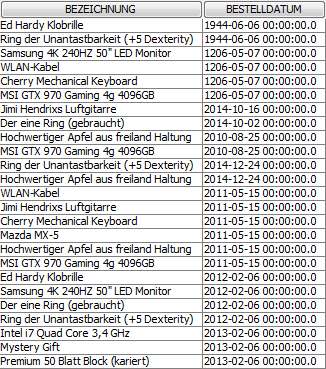 BEZEICHNUNG BESTELLDATUM
Ed Hardy Klobrille 1944-06-06 00:00:00.0
Ring der Unantastbarkeit (+5 Dexterity) 1944-06-06 00:00:00.0
Samsung 4K 240HZ 50" LED Monitor 1206-05-07 00:00:00.0
WLAN-Kabel 1206-05-07 00:00:00.0
Cherry Mechanical Keyboard 1206-05-07 00:00:00.0
MSI GTX 970 Gaming 4g 4096GB 1206-05-07 00:00:00.0
Jimi Hendrixs Luftgitarre 2014-10-16 00:00:00.0
Der eine Ring (gebraucht) 2014-10-02 00:00:00.0
Hochwertiger Apfel aus freiland Haltung 2010-08-25 00:00:00.0
MSI GTX 970 Gaming 4g 4096GB 2010-08-25 00:00:00.0
Ring der Unantastbarkeit (+5 Dexterity) 2014-12-24 00:00:00.0
Hochwertiger Apfel aus freiland Haltung 2014-12-24 00:00:00.0
WLAN-Kabel 2011-05-15 00:00:00.0
Jimi Hendrixs Luftgitarre 2011-05-15 00:00:00.0
Cherry Mechanical Keyboard 2011-05-15 00:00:00.0
Mazda MX-5 2011-05-15 00:00:00.0
Hochwertiger Apfel aus freiland Haltung 2011-05-15 00:00:00.0
MSI GTX 970 Gaming 4g 4096GB 2011-05-15 00:00:00.0
Ed Hardy Klobrille 2012-02-06 00:00:00.0
Samsung 4K 240HZ 50" LED Monitor 2012-02-06 00:00:00.0
Der eine Ring (gebraucht) 2012-02-06 00:00:00.0
Ring der Unantastbarkeit (+5 Dexterity) 2012-02-06 00:00:00.0
Intel i7 Quad Core 3,4 GHz 2013-02-06 00:00:00.0
Mystery Gift 2013-02-06 00:00:00.0
Premium 50 Blatt Block (kariert) 2013-02-06 00:00:00.0